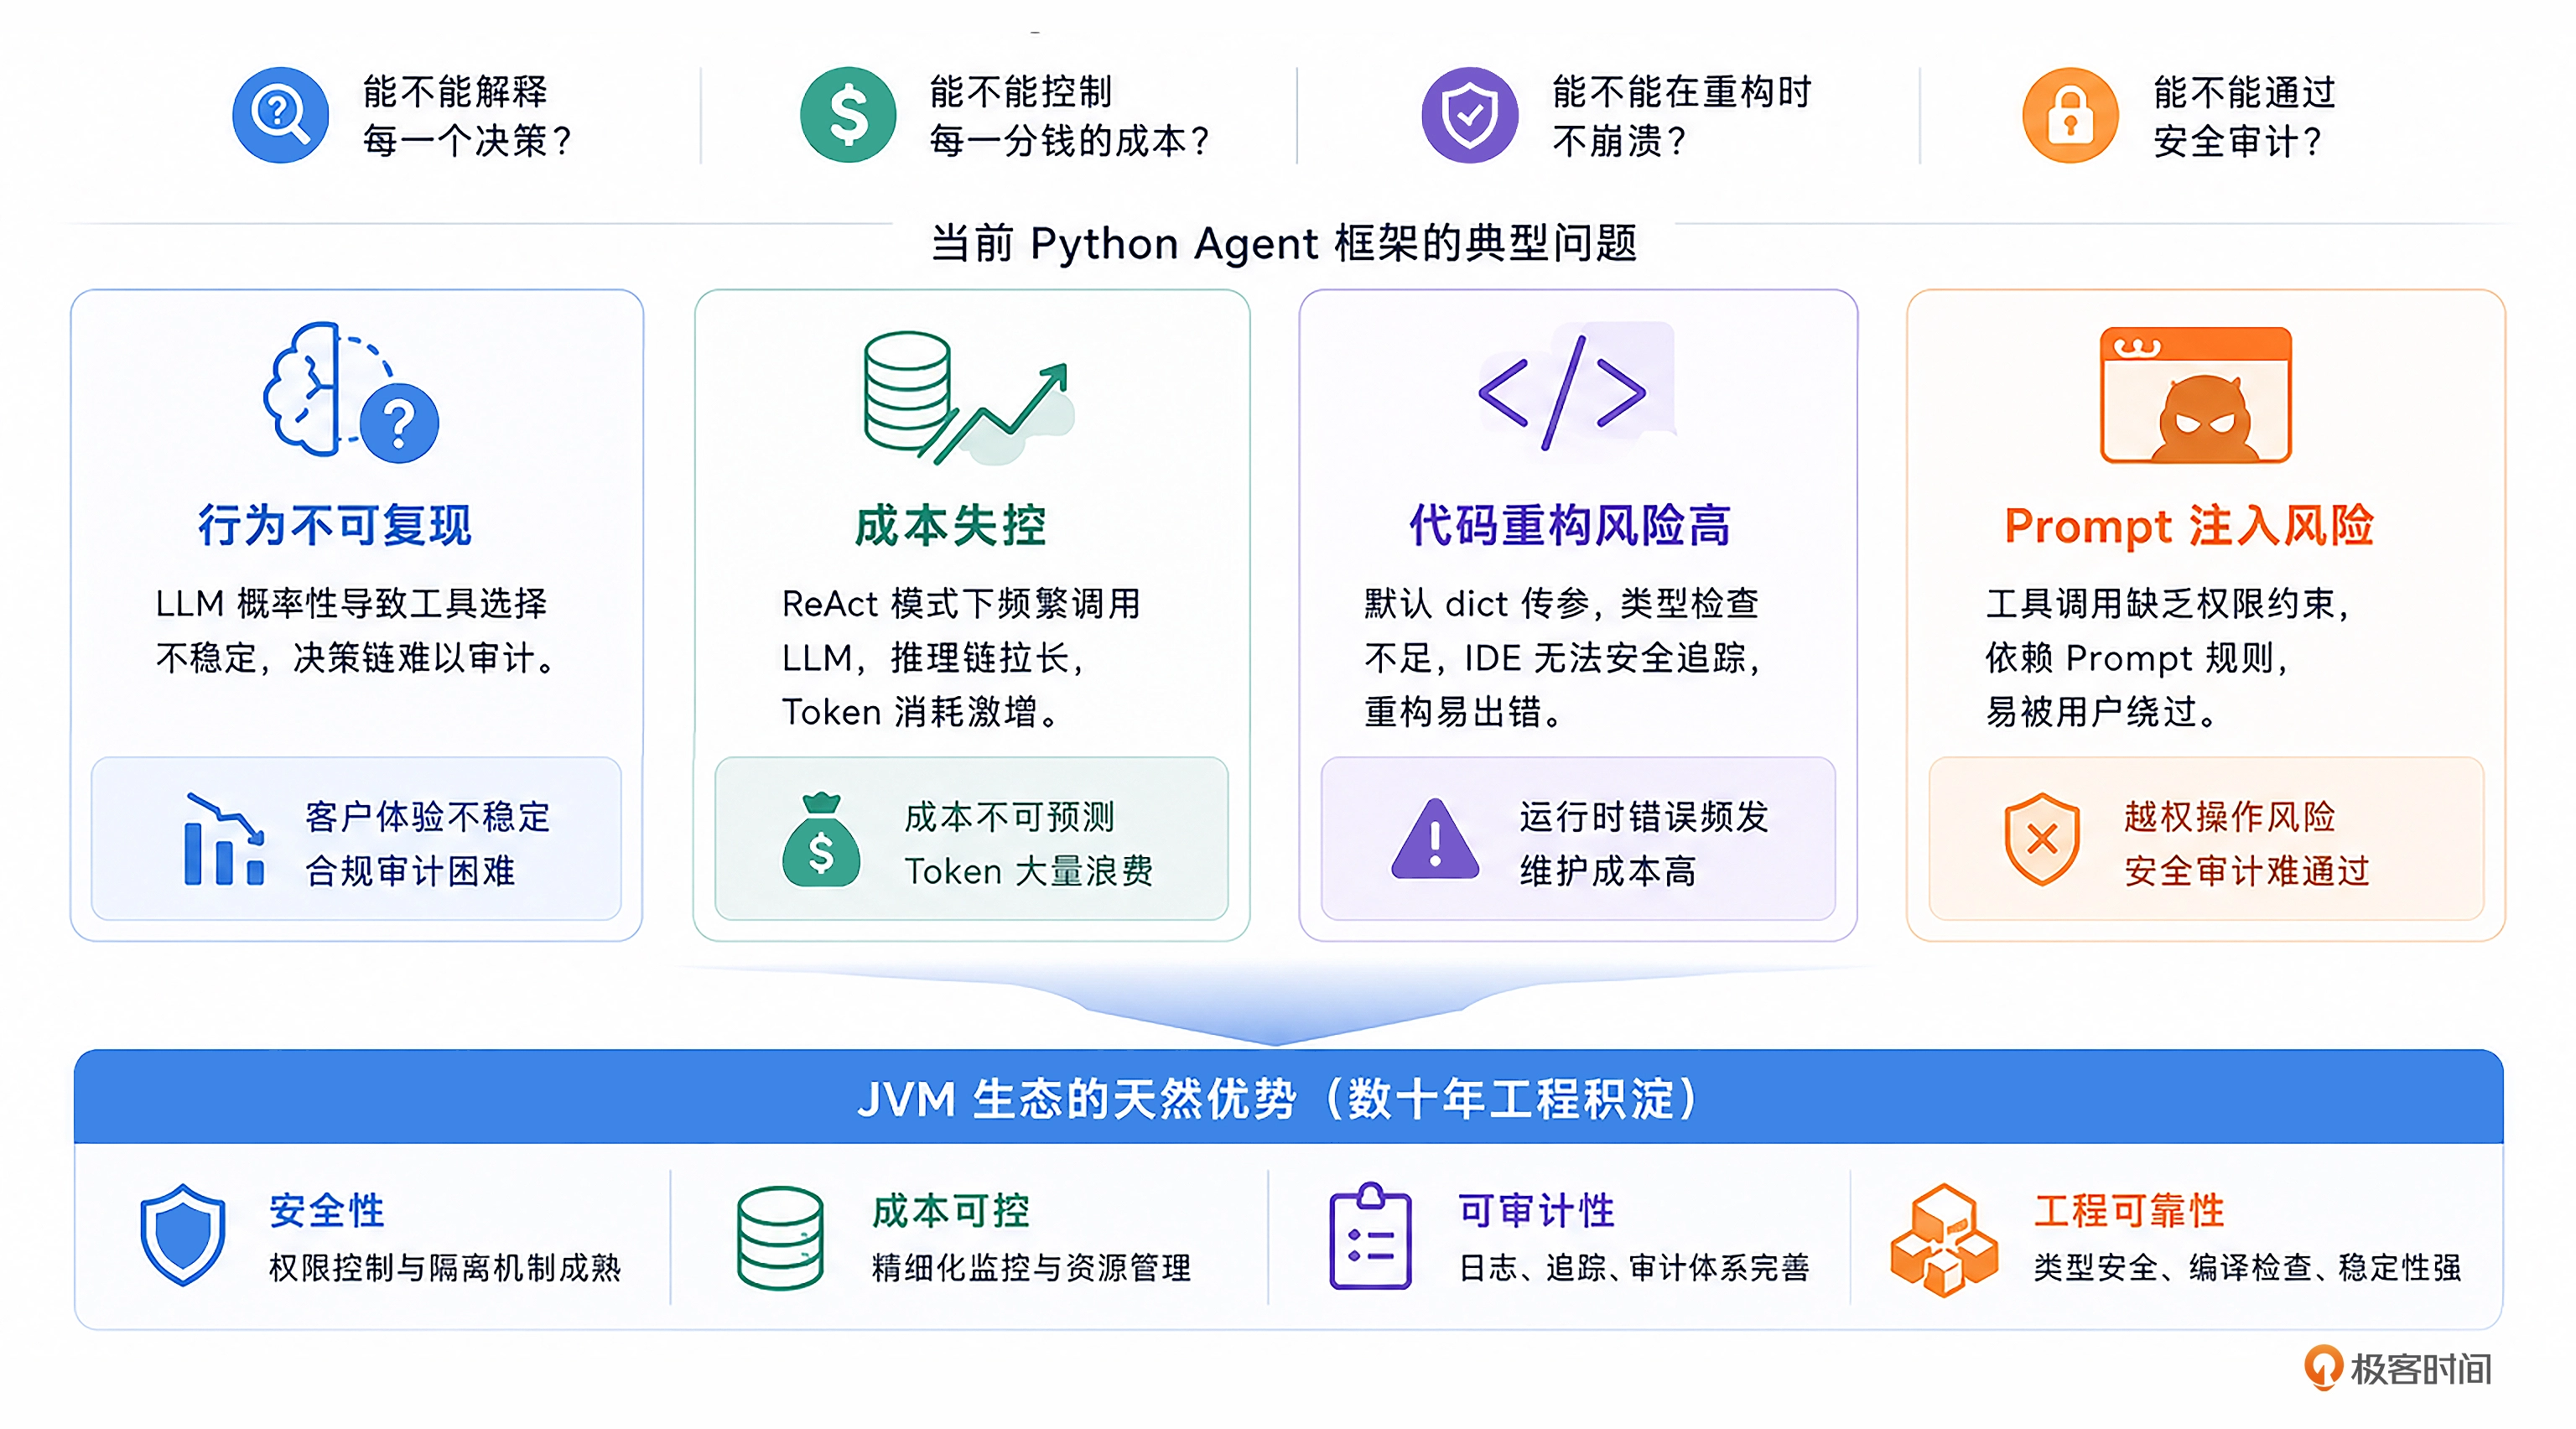 能不能解释
每一个决策？
能不能控制
每一分钱的成本？
能不能在重构时
不崩溃？
能不能通过
安全审计？
当前 Python Agent 框架的典型问题
行为不可复现
LLM 概率性导致工具选择
不稳定，决策链难以审计。
客户体验不稳定
合规审计困难
成本失控
ReAct 模式下频繁调用
LLM，推理链拉长，
Token 消耗激增。
成本不可预测
Token 大量浪费
代码重构风险高
默认 dict 传参，类型检查
不足，IDE 无法安全追踪，
重构易出错。
运行时错误频发
维护成本高
Prompt 注入风险
工具调用缺乏权限约束，
依赖 Prompt 规则，
易被用户绕过。
越权操作风险
安全审计难通过
JVM 生态的天然优势（数十年工程积淀）
安全性
权限控制与隔离机制成熟
成本可控
精细化监控与资源管理
可审计性
日志、追踪、审计体系完善
工程可靠性
类型安全、编译检查、稳定性强
极客时间